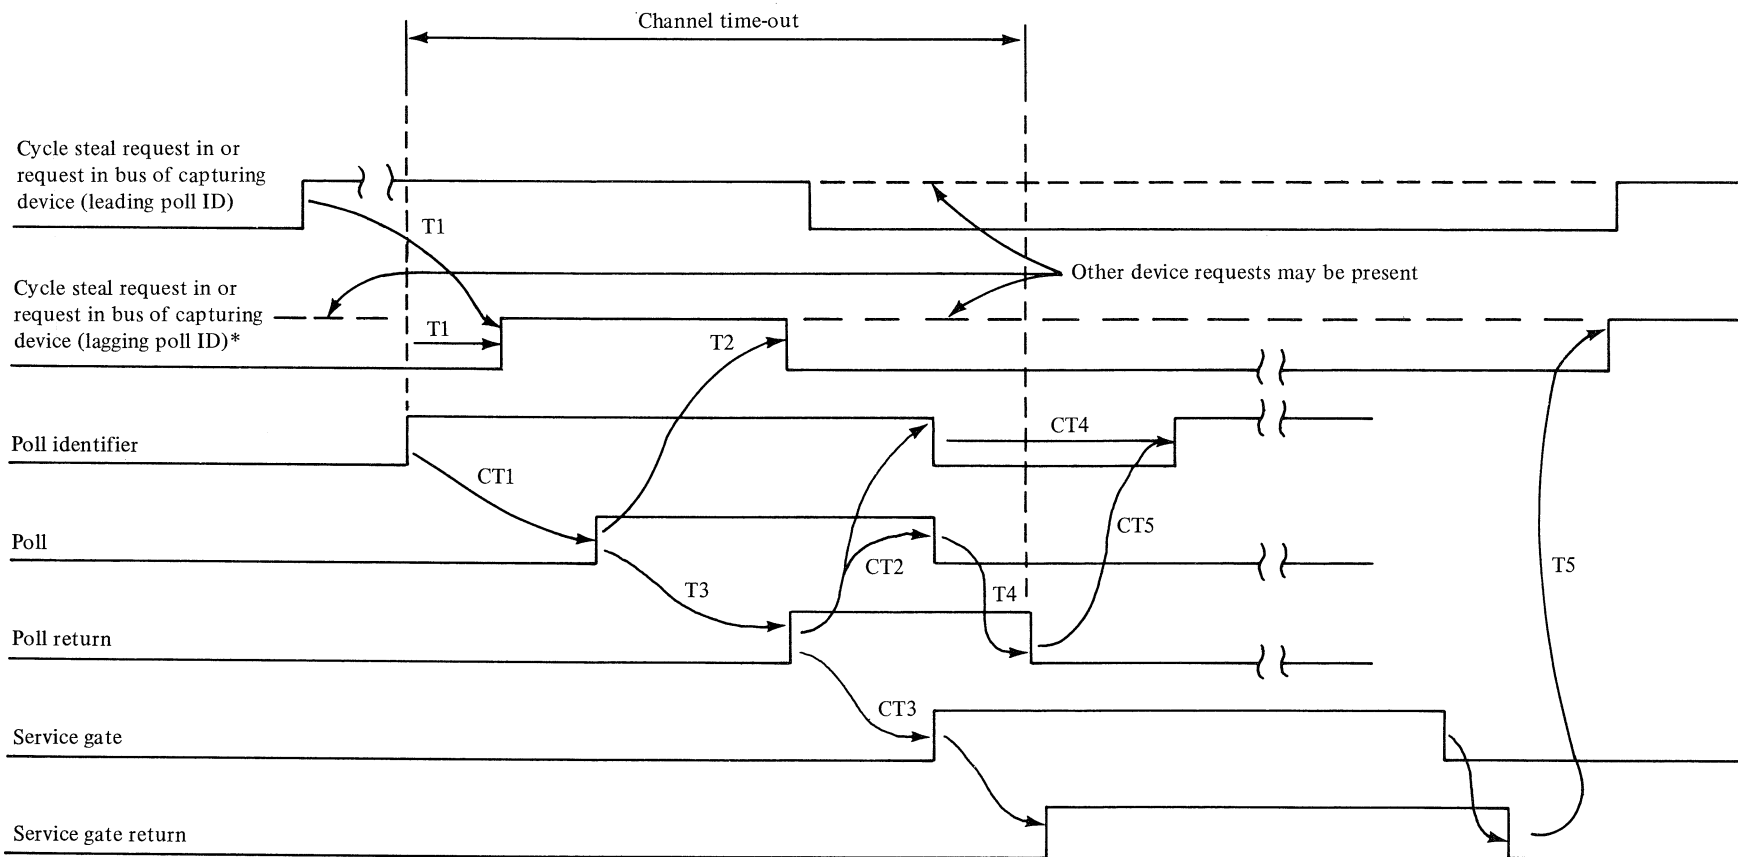 Channel time-out
Cycle steal request in or
request in bus of capturing
device (leading poll ID)
T1
Other device requests may be present
Cycle steal request in or
request in bus of capturing
device (lagging poll ID)*
T1
T2
Poll identifier
CT4
CT1
Poll
CT5
CT2
T5
T3
T4
Poll return
CT3
Service gate
Service gate return